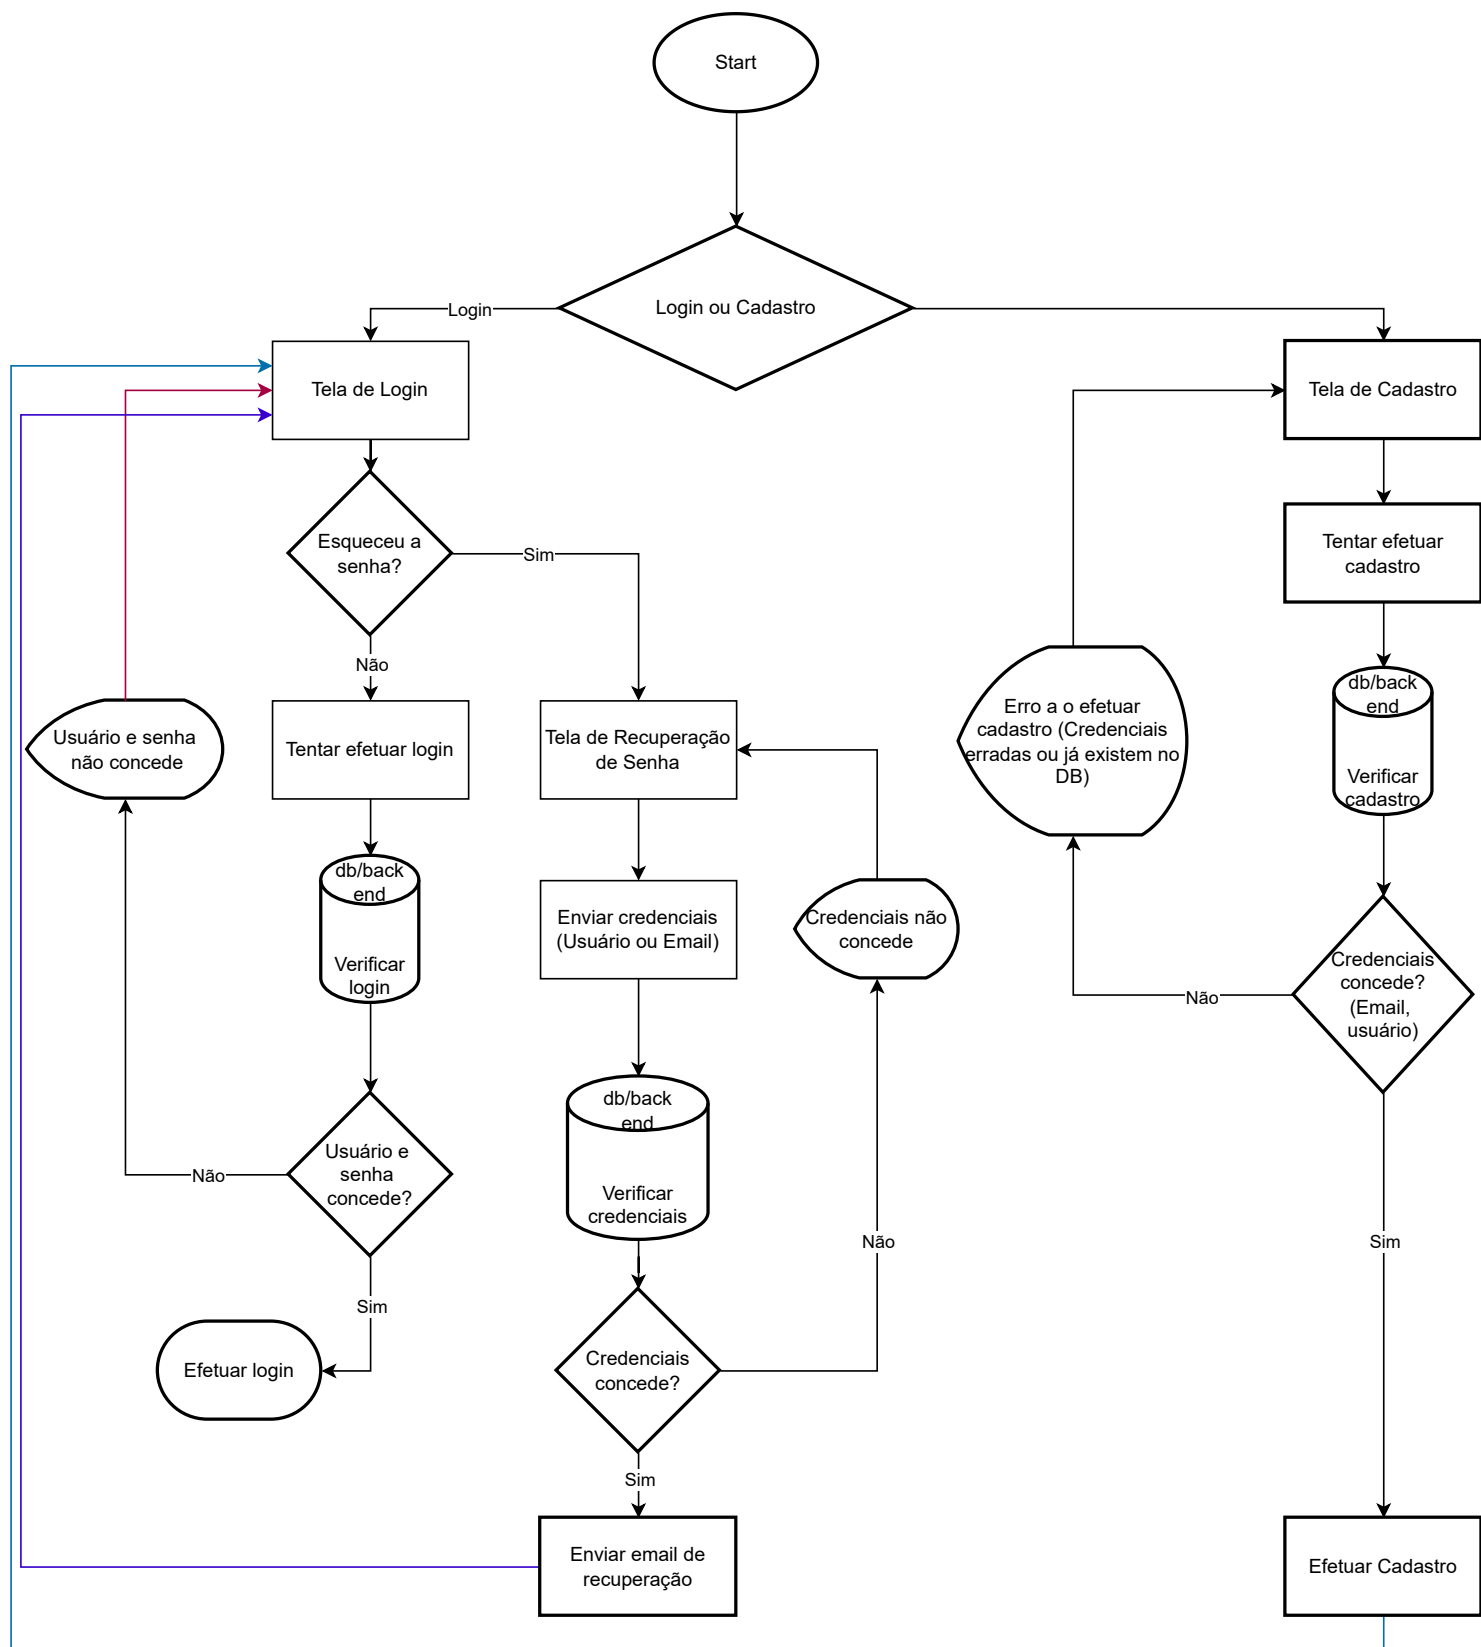 Start
Login ou Cadastro
Login
Tela de Login
Tela de Cadastro
Esqueceu a
senha?
Sim
Não
Tentar efetuar
cadastro
Usuário e senha
não concede
Tentar efetuar login
Tela de Recuperação
de Senha
Erro a o efetuar
cadastro (Credenciais
erradas ou já existem no
DB)
db/back
end
Verificar
cadastro
db/back
end
Verificar
login
Enviar credenciais
(Usuário ou Email)
Credenciais não
concede
Credenciais
concede?
(Email,
usuário)
Não
db/back
end
Verificar
credenciais
Usuário e
senha
concede?
Não
Não
Sim
Sim
Efetuar login
Credenciais
concede?
Sim
Enviar email de
recuperação
Efetuar Cadastro